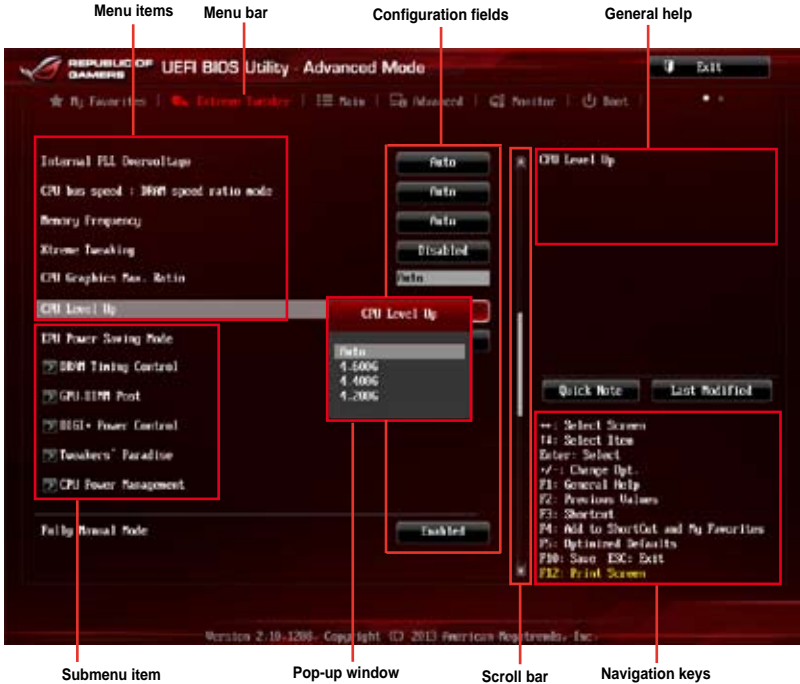 Menu items
Menu bar
Configuration fields
General help
REPUBLIC OF GAMERS
UEFI BIOS Utility - Advanced Mode
Exit
My Favorites | Extreme Tweaker | Main | Advanced | Monitor | Boot
Internal PLL Overvoltage
Auto
CPU Level Up
CPU bus speed : DRAM speed ratio mode
Auto
Memory Frequency
Auto
Xtreme Tweaking
Disabled
CPU Graphics Max. Ratio
Auto
CPU Level Up
CPU Level Up
Auto
4.600G
4.400G
4.200G
EPU Power Saving Mode
DRAM Timing Control
GPU.DIMM Post
DIGI+ Power Control
Tweakers' Paradise
CPU Power Management
Fully Manual Mode
Enabled
Quick Note
Last Modified
↔: Select Screen
↑↓: Select Item
Enter: Select
+/-: Change Opt.
F1: General Help
F2: Previous Values
F3: Shortcut
F4: Add to ShortCut and My Favorites
F5: Optimized Defaults
F10: Save ESC: Exit
F12: Print Screen
Version 2.10.1208. Copyright (C) 2013 American Megatrends, Inc.
Submenu item
Pop-up window
Scroll bar
Navigation keys